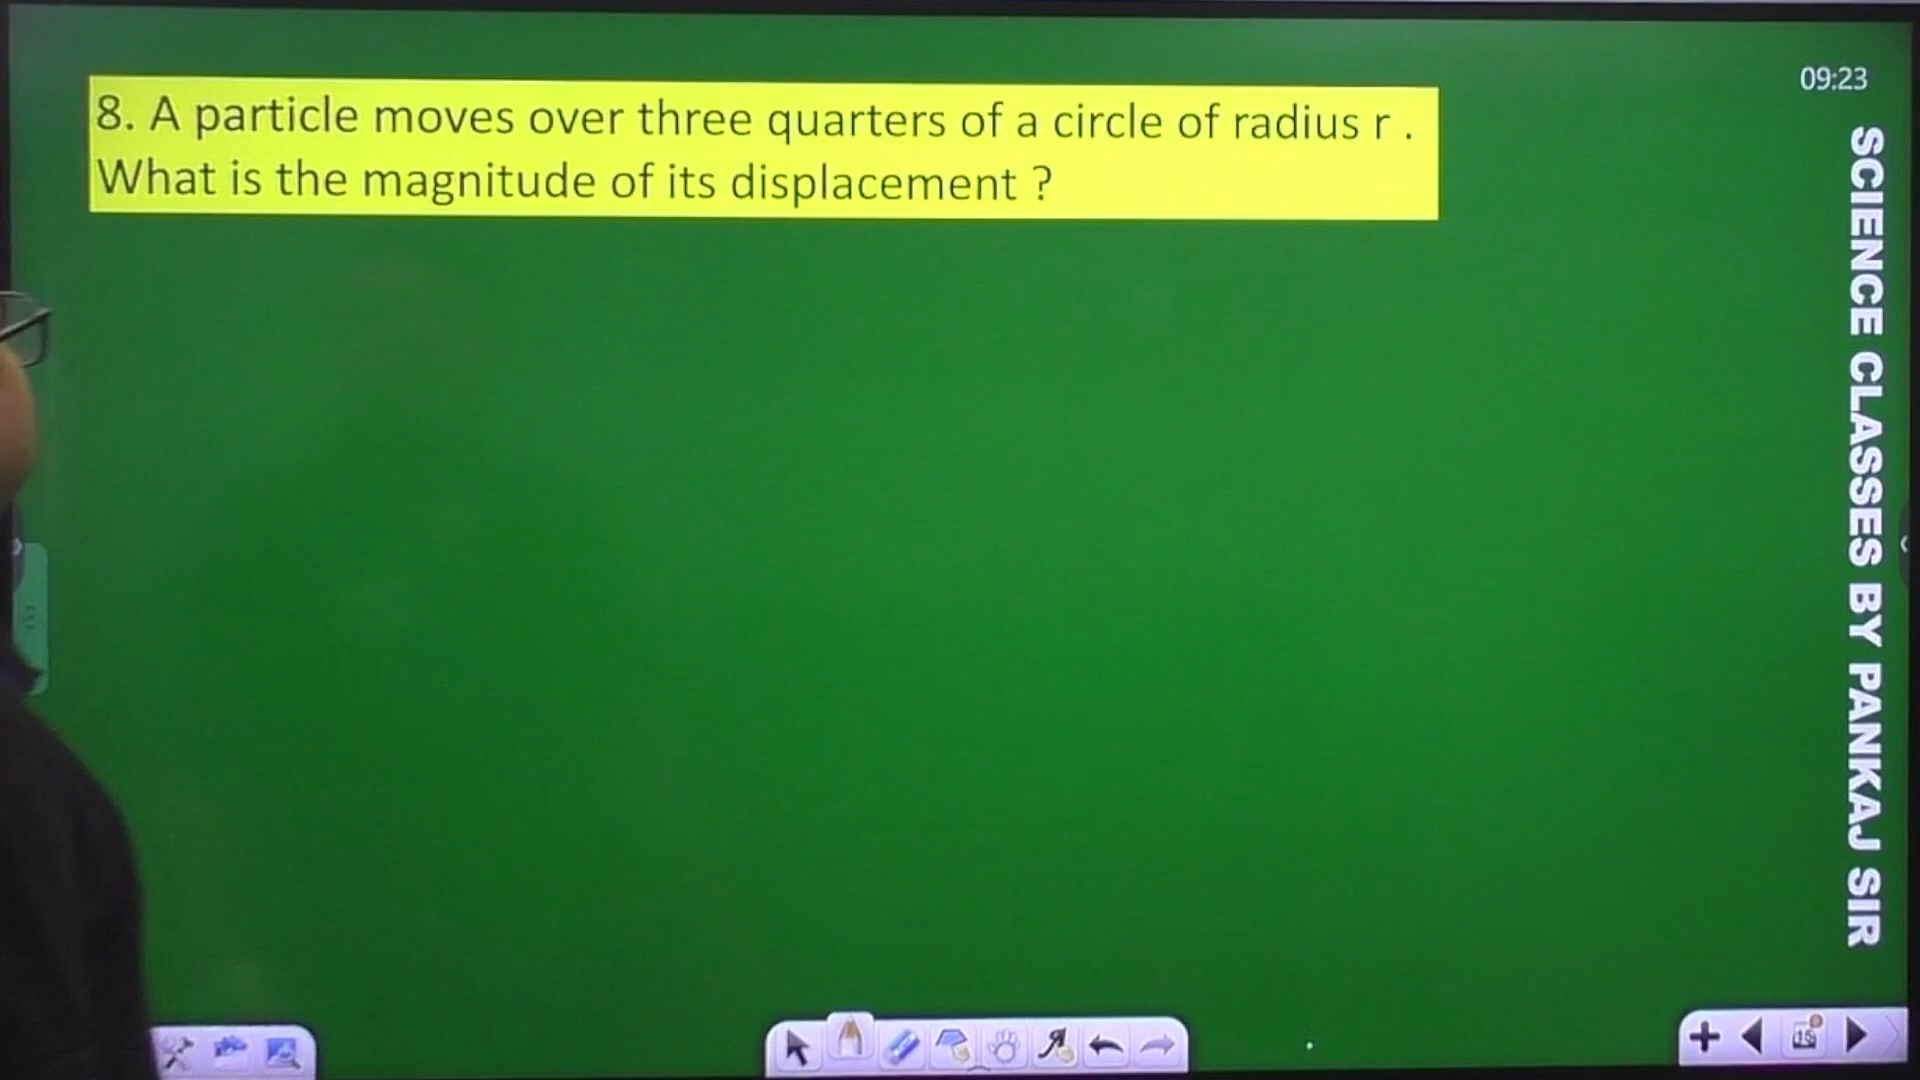 8. A particle moves over three quarters of a circle of radius r .
What is the magnitude of its displacement ?
09:23
SCIENCE CLASSES BY PANKAJ SIR
15